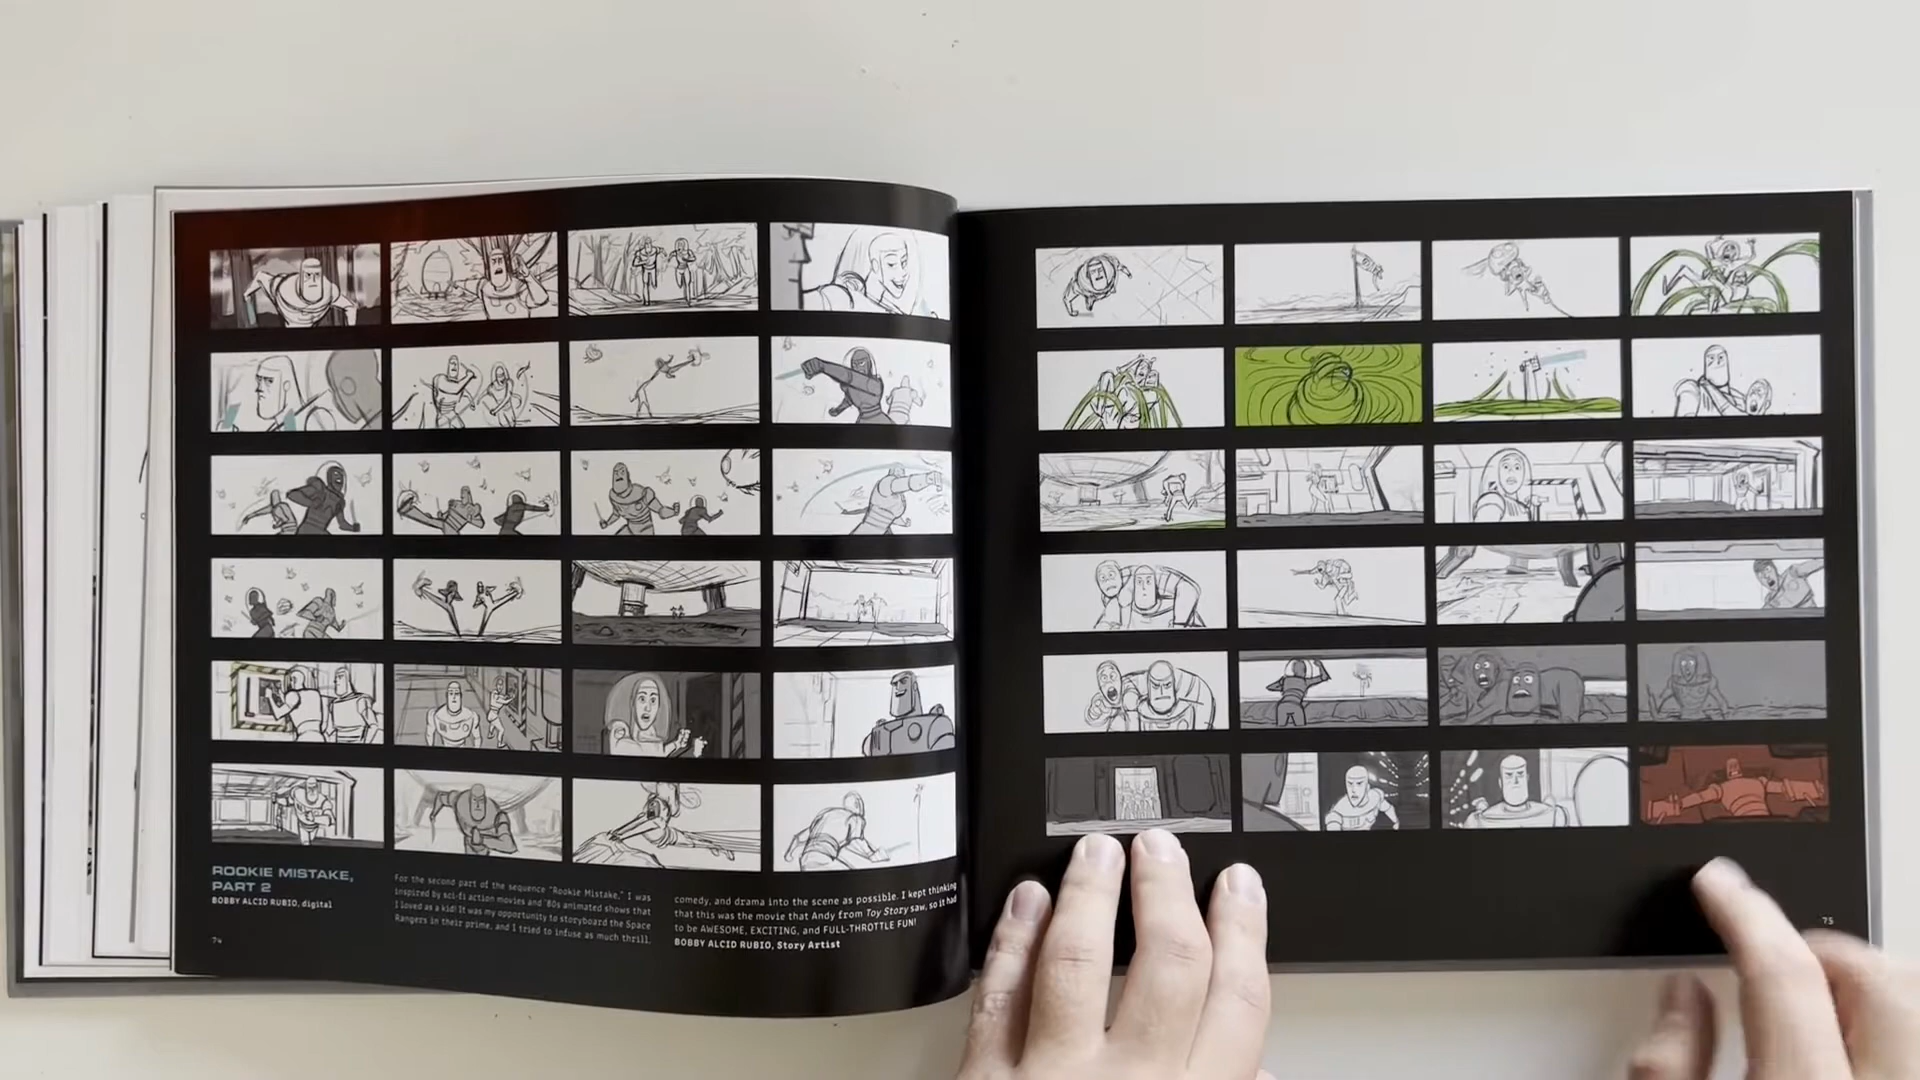 ROOKIE MISTAKE,
PART 2
BOBBY ALCID RUBIO, digital
For the second part of the sequence "Rookie Mistake," I was
inspired by sci-fi action movies and '80s animated shows that
I loved as a kid! It was my opportunity to storyboard the Space
Rangers in their prime, and I tried to infuse as much thrill,
comedy, and drama into the scene as possible. I kept thinking
that this was the movie that Andy from Toy Story saw, so it had
to be AWESOME, EXCITING, and FULL-THROTTLE FUN!
BOBBY ALCID RUBIO, Story Artist
74
75